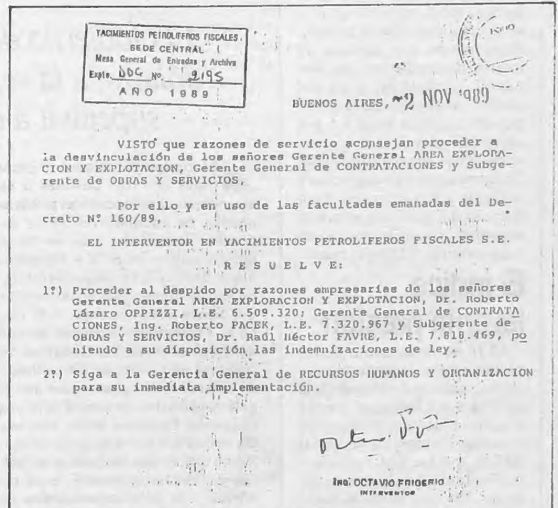 YACIMIENTOS PETROLIFEROS FISCALES.
SEDE CENTRAL
Mesa General de Entradas y Archivo
Expte. DDG No. 2195
AÑO 1989
BUENOS AIRES, -2 NOV 1989
VISTO que razones de servicio aconsejan proceder a
la desvinculación de los señores Gerente General AREA EXPLORA-
CION Y EXPLOTACION, Gerente General de CONTRATACIONES y Subge-
rente de OBRAS Y SERVICIOS,
Por ello y en uso de las facultades emanadas del De-
creto Nº 160/89,
EL INTERVENTOR EN YACIMIENTOS PETROLIFEROS FISCALES S.E.
R E S U E L V E:
1º) Proceder al despido por razones empresarias de los señores
Gerente General AREA EXPLORACION Y EXPLOTACION, Dr. Roberto
Lázaro OPPIZZI, L.E. 6.509.320; Gerente General de CONTRATA
CIONES, Ing. Roberto PACEK, L.E. 7.320.967 y Subgerente de
OBRAS Y SERVICIOS, Dr. Raúl Héctor FAVRE, L.E. 7.818.469, po
niendo a su disposición las indemnizaciones de ley.
2º) Siga a la Gerencia General de RECURSOS HUMANOS Y ORGANIZACION
para su inmediata implementación.
ING. OCTAVIO FRIGERIO
INTERVENTOR